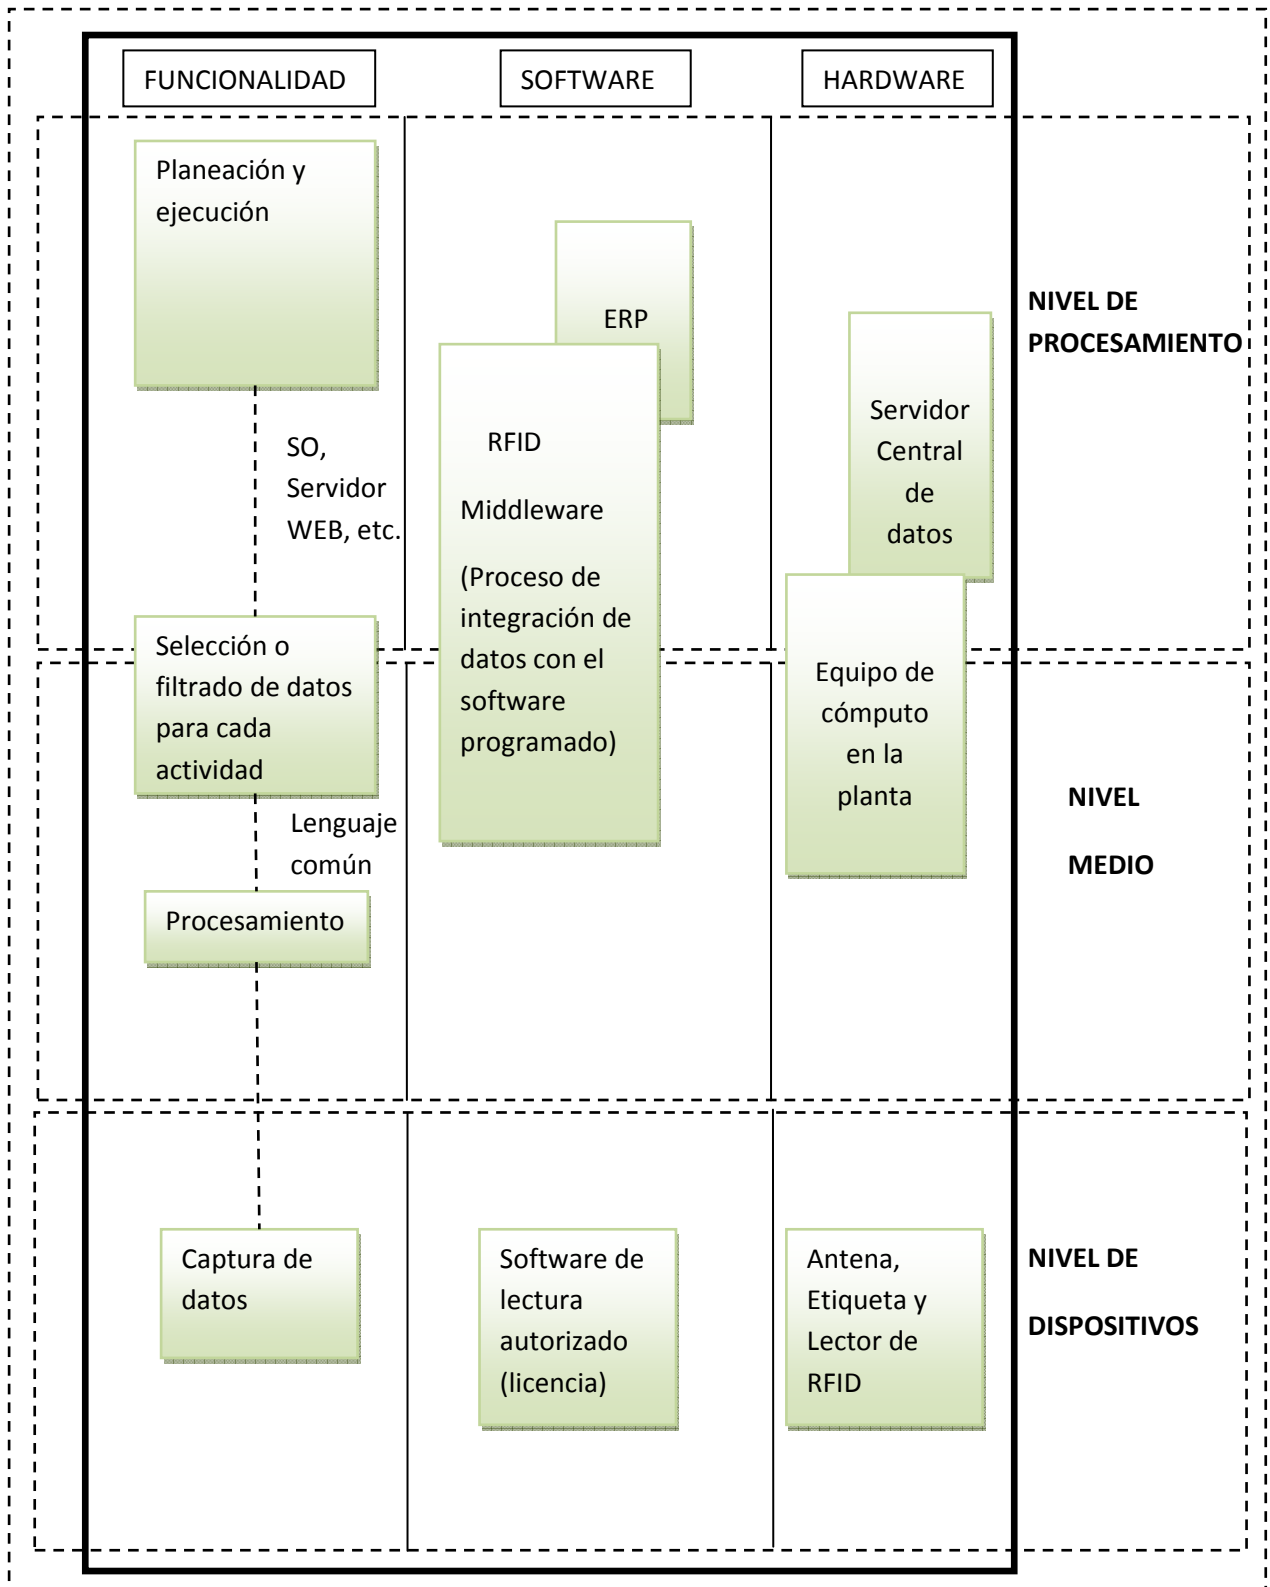 FUNCIONALIDAD
SOFTWARE
HARDWARE
Planeación y
ejecución
ERP
NIVEL DE
PROCESAMIENTO
SO,
Servidor
WEB, etc.
RFID
Middleware
(Proceso de
integración de
datos con el
software
programado)
Servidor
Central
de
datos
Selección o
filtrado de datos
para cada
actividad
Equipo de
cómputo
en la
planta
NIVEL
MEDIO
Lenguaje
común
Procesamiento
Captura de
datos
Software de
lectura
autorizado
(licencia)
Antena,
Etiqueta y
Lector de
RFID
NIVEL DE
DISPOSITIVOS